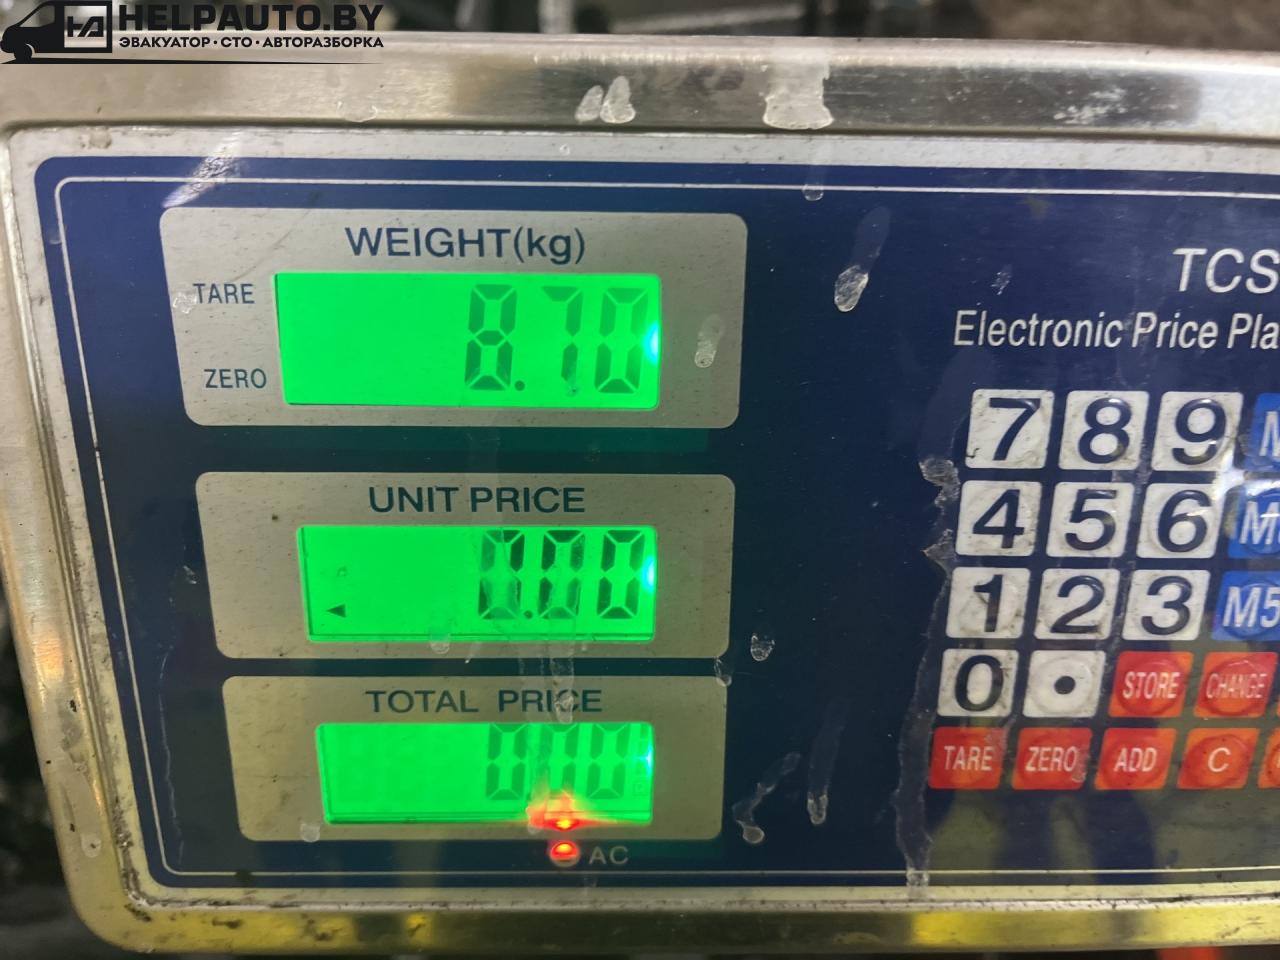 HA HELPAUTO.BY
ЭВАКУАТОР · СТО · АВТОРАЗБОРКА
WEIGHT(kg)
TARE
8.70
ZERO
UNIT PRICE
0.00
TOTAL PRICE
0.00
AC
TCS
Electronic Price
7 8 9
4 5 6
1 2 3 M5
0 . STORE CHANGE
TARE ZERO ADD C